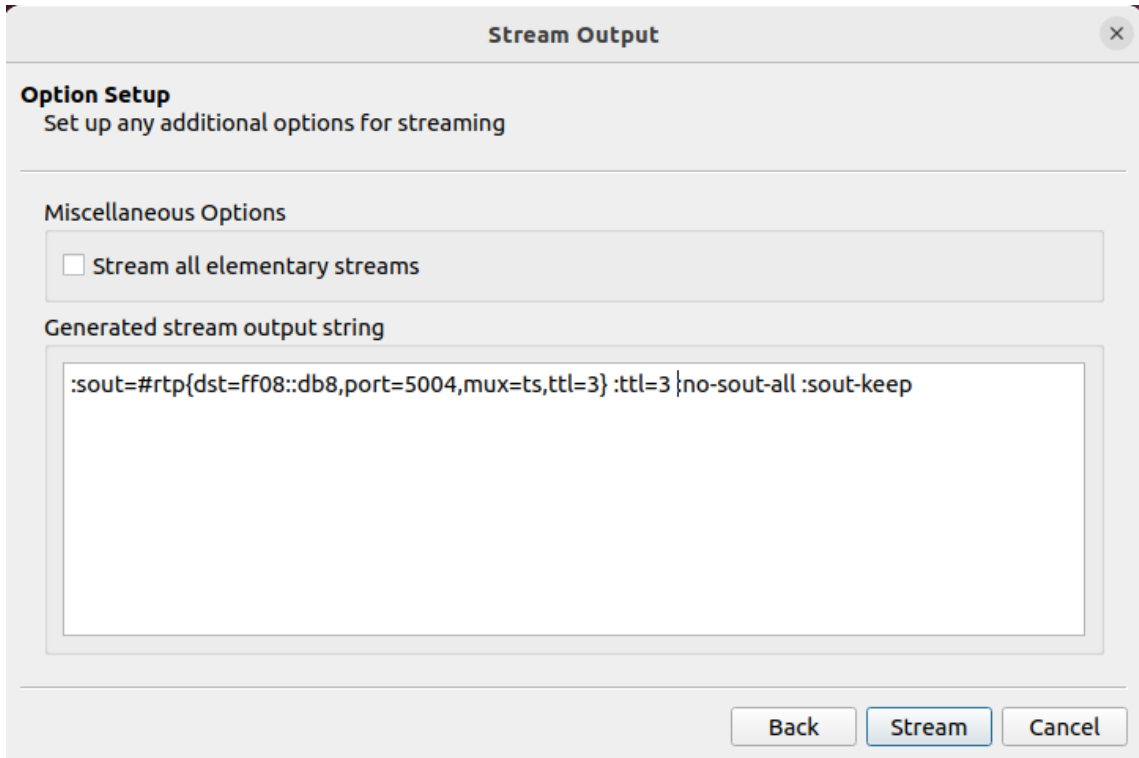 Stream Output
Option Setup
Set up any additional options for streaming
Miscellaneous Options
Stream all elementary streams
Generated stream output string
:sout=#rtp{dst=ff08::db8,port=5004,mux=ts,ttl=3} :ttl=3 :no-sout-all :sout-keep
Back Stream Cancel